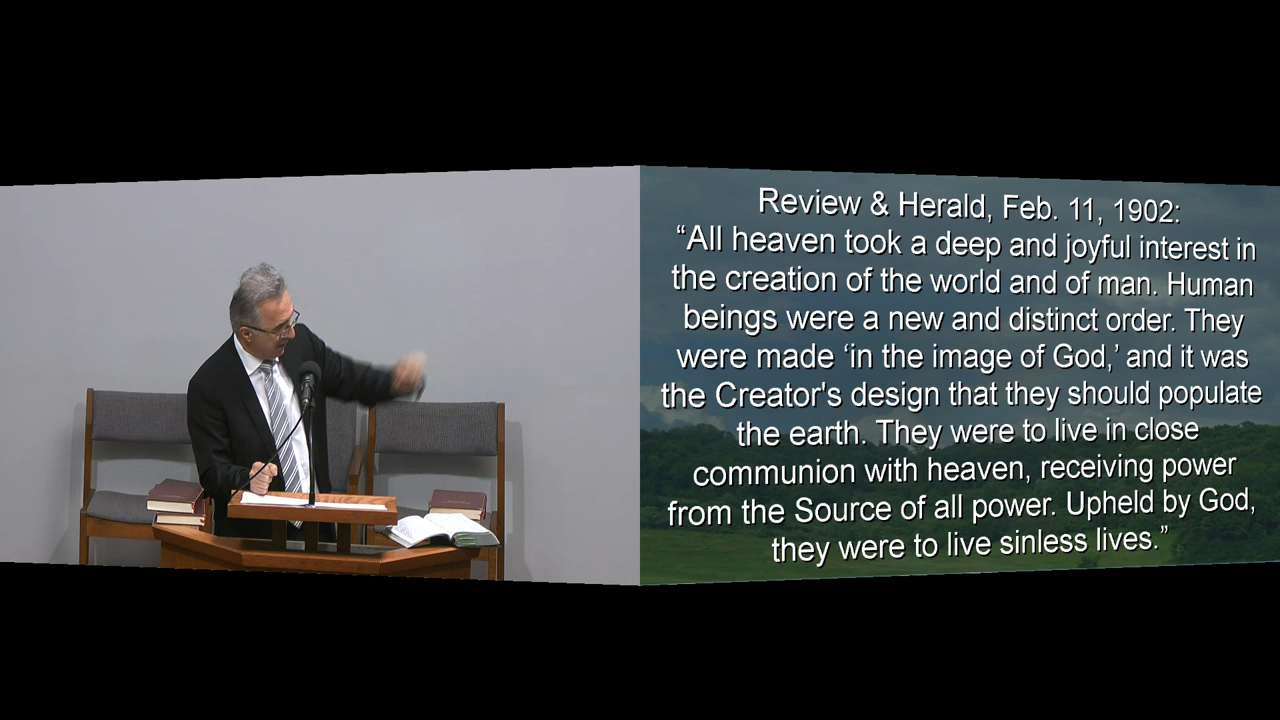 Review & Herald, Feb. 11, 1902:
“All heaven took a deep and joyful interest in
the creation of the world and of man. Human
beings were a new and distinct order. They
were made ‘in the image of God,’ and it was
the Creator's design that they should populate
the earth. They were to live in close
communion with heaven, receiving power
from the Source of all power. Upheld by God,
they were to live sinless lives.”